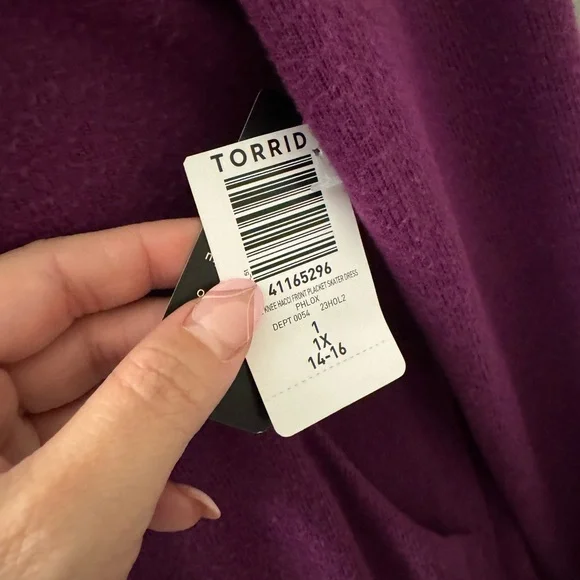 TORRID
41165296
KNEE HACCI FRONT PLACKET SKATER DRESS
PHLOX
DEPT 0054 23HOL2
1
1X
14-16